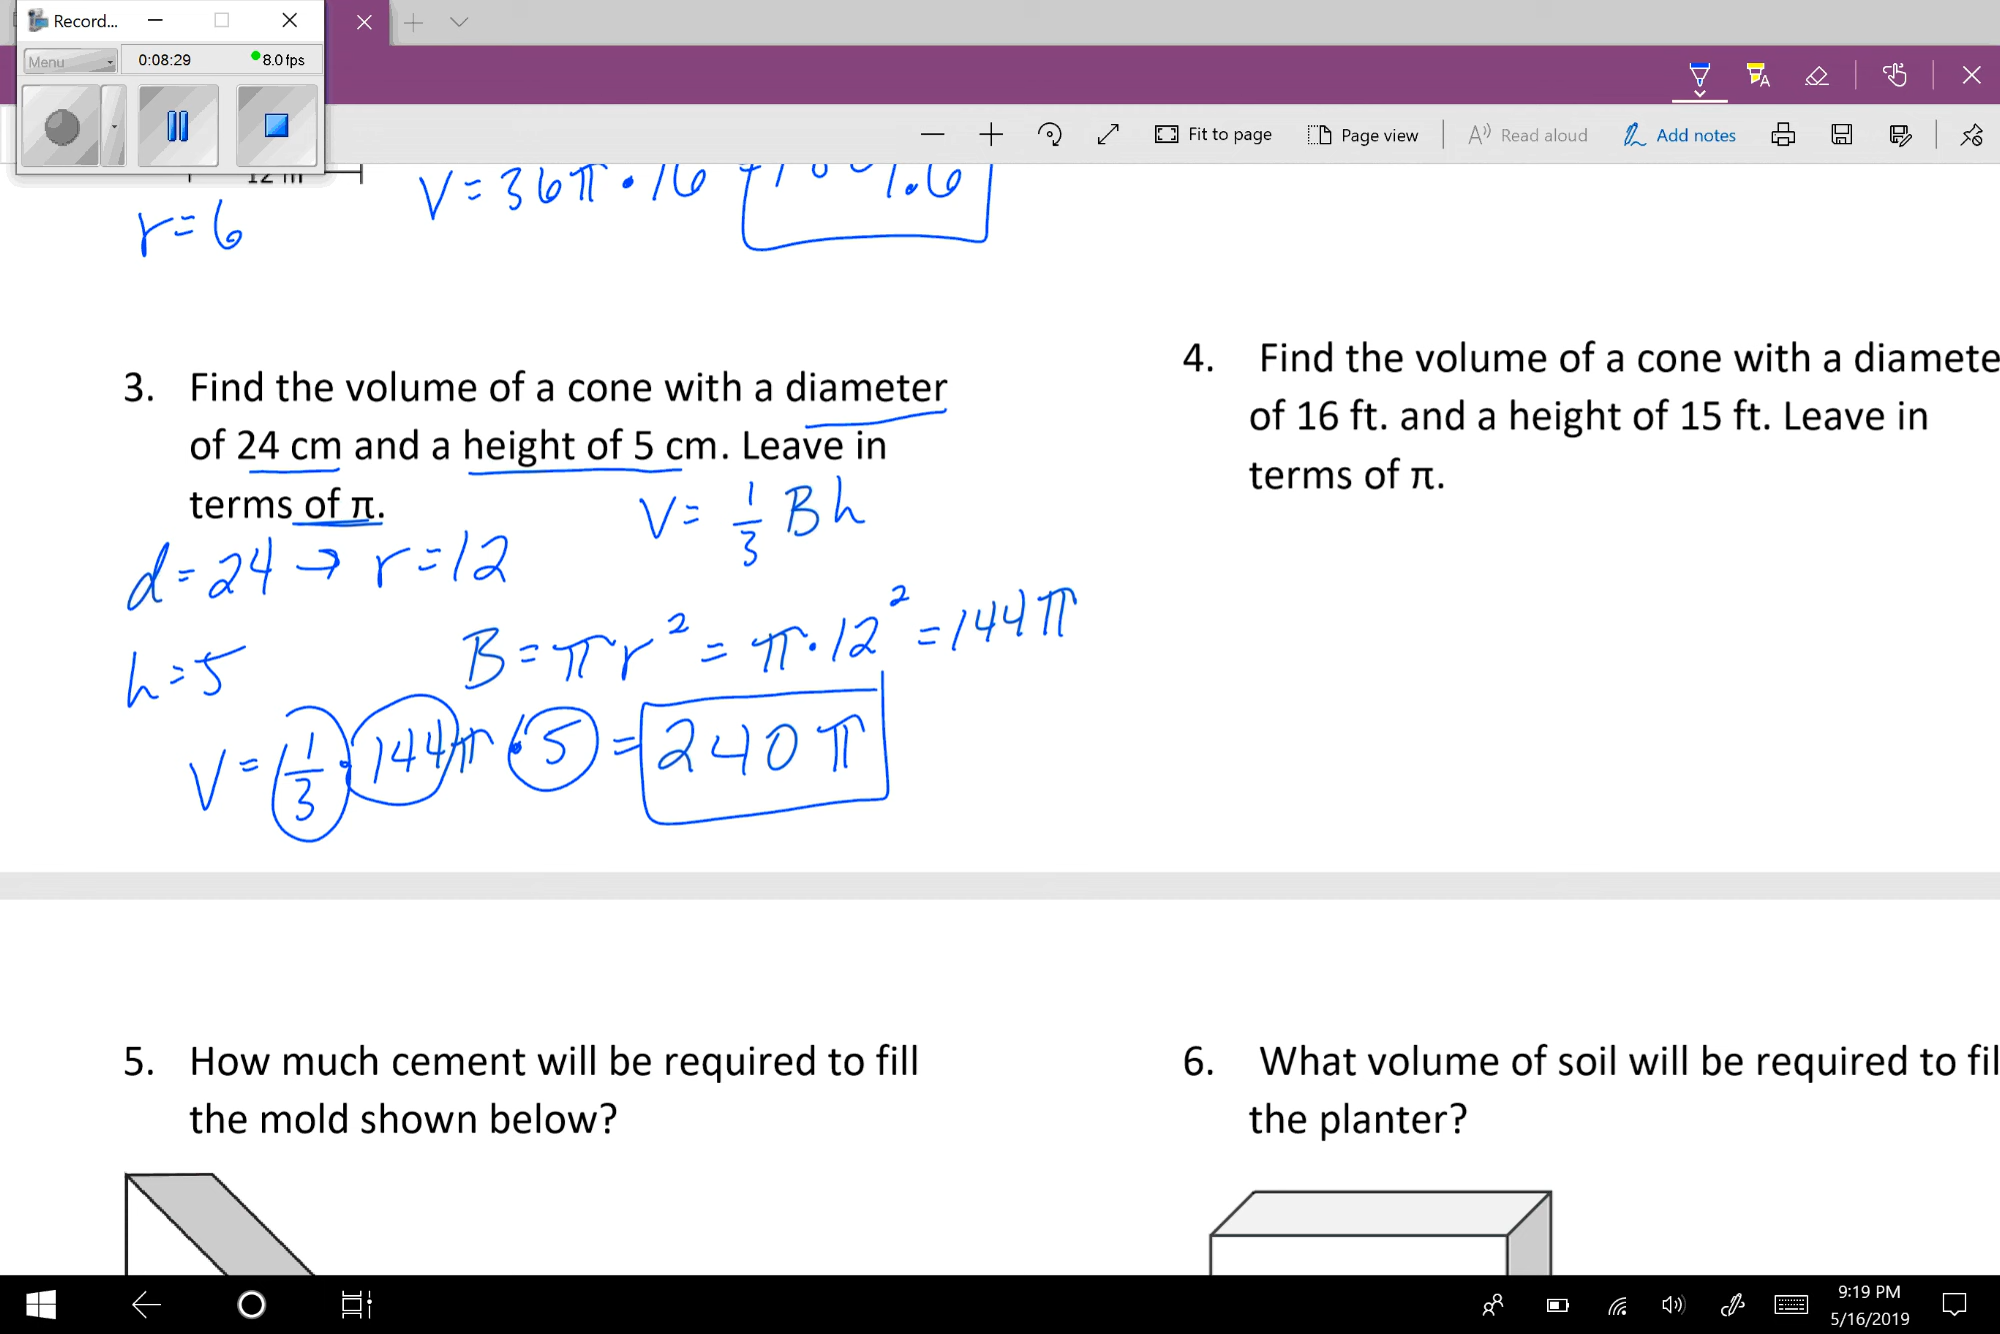 Record...
Menu
0:08:29
8.0 fps
Fit to page
Page view
Read aloud
Add notes
r = 6
V = 36π · 16
3. Find the volume of a cone with a diameter
of 24 cm and a height of 5 cm. Leave in
terms of π.
V = 1/3 Bh
d = 24 → r = 12
h = 5
B = πr² = π · 12² = 144π
V = 1/3 · 144π · 5 = 240π
4. Find the volume of a cone with a diamete
of 16 ft. and a height of 15 ft. Leave in
terms of π.
5. How much cement will be required to fill
the mold shown below?
6. What volume of soil will be required to fil
the planter?
9:19 PM
5/16/2019